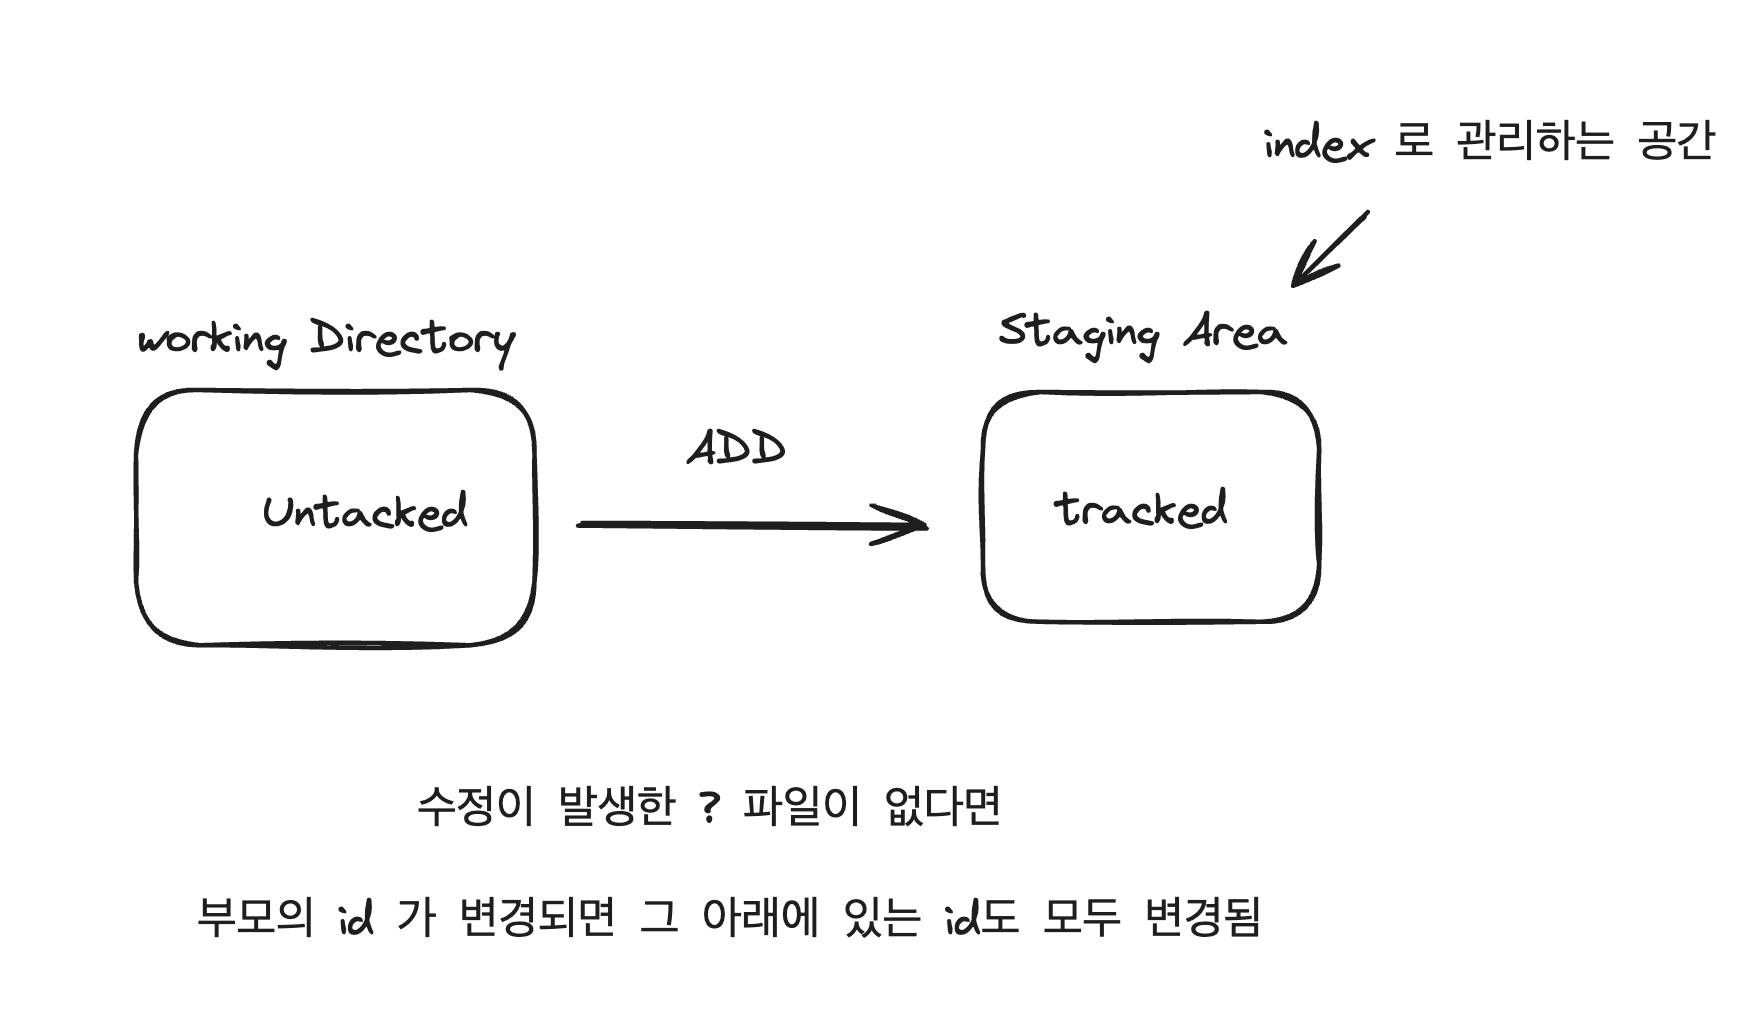 index 로 관리하는 공간
working Directory
Staging Area
ADD
Untacked
tracked
수정이 발생한 ? 파일이 없다면
부모의 id 가 변경되면 그 아래에 있는 id도 모두 변경됨